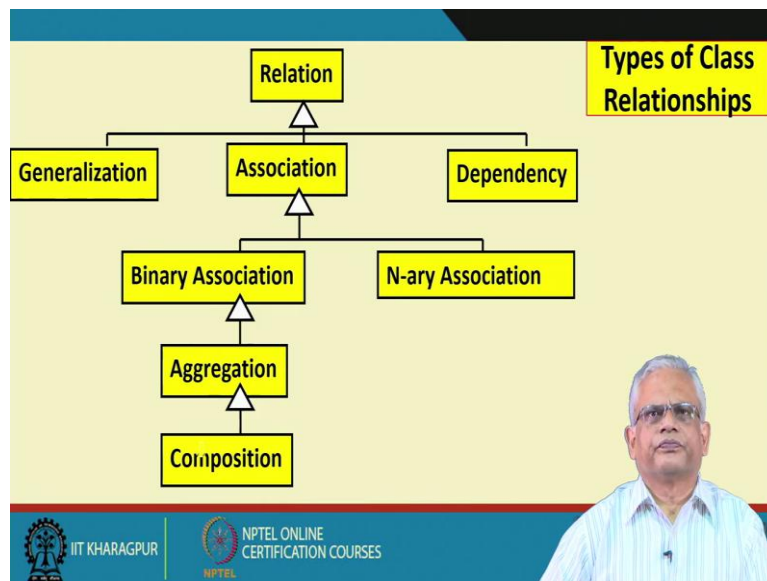 Types of Class
Relationships
Relation
Generalization
Association
Dependency
Binary Association
N-ary Association
Aggregation
Composition
IIT KHARAGPUR
NPTEL
NPTEL ONLINE
CERTIFICATION COURSES